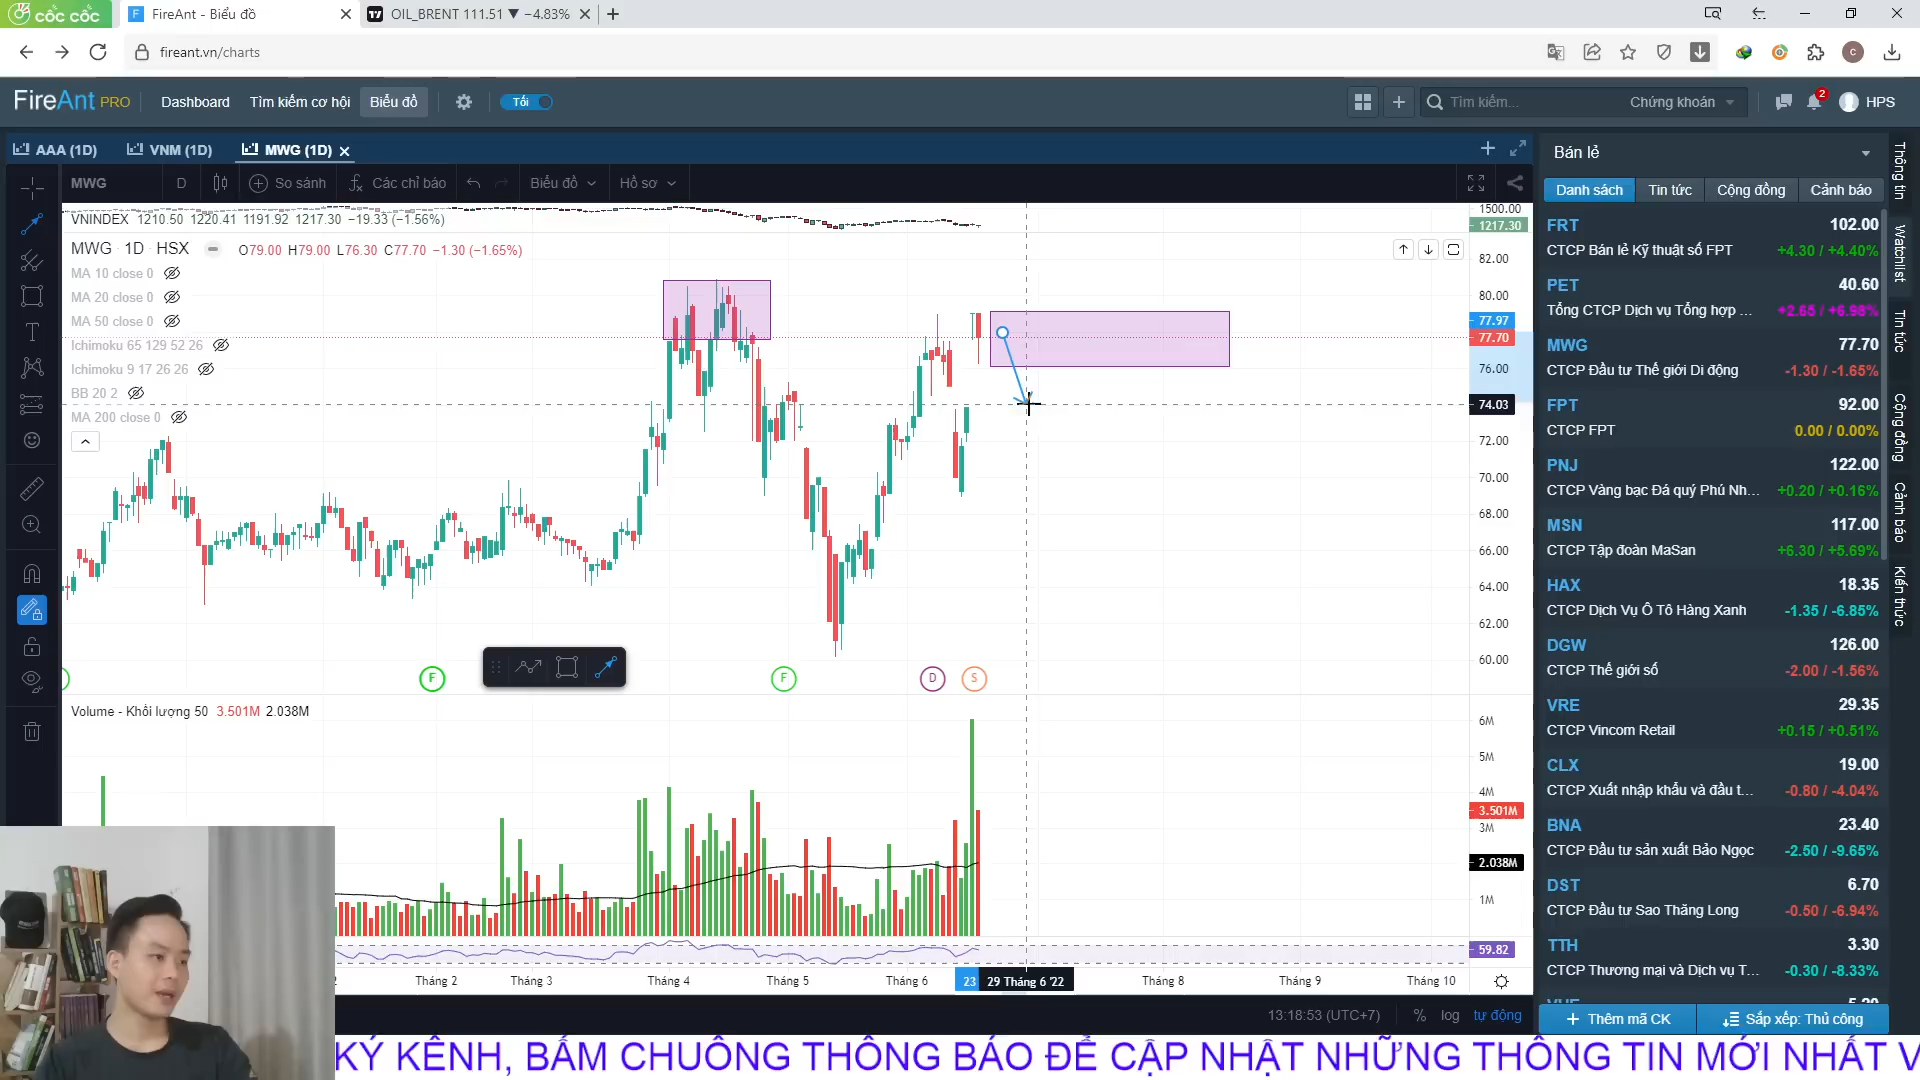 cốc cốc
FireAnt - Biểu đồ
OIL_BRENT 111.51 ▼ −4.83%
fireant.vn/charts
C
FireAnt PRO
Dashboard
Tìm kiếm cơ hội
Biểu đồ
Tối
Tìm kiếm...
Chứng khoán
2
HPS
AAA (1D)
VNM (1D)
MWG (1D)
MWG
D
So sánh
Các chỉ báo
Biểu đồ
Hồ sơ
VNINDEX 1210.50 1220.41 1191.92 1217.30 −19.33 (−1.56%)
MWG 1D HSX
O79.00 H79.00 L76.30 C77.70 −1.30 (−1.65%)
MA 10 close 0
MA 20 close 0
MA 50 close 0
Ichimoku 65 129 52 26
Ichimoku 9 17 26 26
BB 20 2
MA 200 close 0
1500.00
1217.30
82.00
80.00
77.97
77.70
76.00
74.03
72.00
70.00
68.00
66.00
64.00
62.00
60.00
F
F
D
S
Volume - Khối lượng 50 3.501M 2.038M
6M
5M
4M
3.501M
3M
2.038M
1M
59.82
2
Tháng 2
Tháng 3
Tháng 4
Tháng 5
Tháng 6
23
29 Tháng 6 '22
Tháng 8
Tháng 9
Tháng 10
13:18:53 (UTC+7)
%
log
tự động
Bán lẻ
Danh sách
Tin tức
Cộng đồng
Cảnh báo
FRT 102.00
CTCP Bán lẻ Kỹ thuật số FPT +4.30 / +4.40%
PET 40.60
Tổng CTCP Dịch vụ Tổng hợp ... +2.65 / +6.98%
MWG 77.70
CTCP Đầu tư Thế giới Di động -1.30 / -1.65%
FPT 92.00
CTCP FPT 0.00 / 0.00%
PNJ 122.00
CTCP Vàng bạc Đá quý Phú Nh... +0.20 / +0.16%
MSN 117.00
CTCP Tập đoàn MaSan +6.30 / +5.69%
HAX 18.35
CTCP Dịch Vụ Ô Tô Hàng Xanh -1.35 / -6.85%
DGW 126.00
CTCP Thế giới số -2.00 / -1.56%
VRE 29.35
CTCP Vincom Retail +0.15 / +0.51%
CLX 19.00
CTCP Xuất nhập khẩu và đầu t... -0.80 / -4.04%
BNA 23.40
CTCP Đầu tư sản xuất Bảo Ngọc -2.50 / -9.65%
DST 6.70
CTCP Đầu tư Sao Thăng Long -0.50 / -6.94%
TTH 3.30
CTCP Thương mại và Dịch vụ T... -0.30 / -8.33%
Thêm mã CK
Sắp xếp: Thủ công
Thông tin
Watchlist
Tin tức
Cộng đồng
Cảnh báo
Kiến thức
KÝ KÊNH, BẤM CHUÔNG THÔNG BÁO ĐỂ CẬP NHẬT NHỮNG THÔNG TIN MỚI NHẤT V